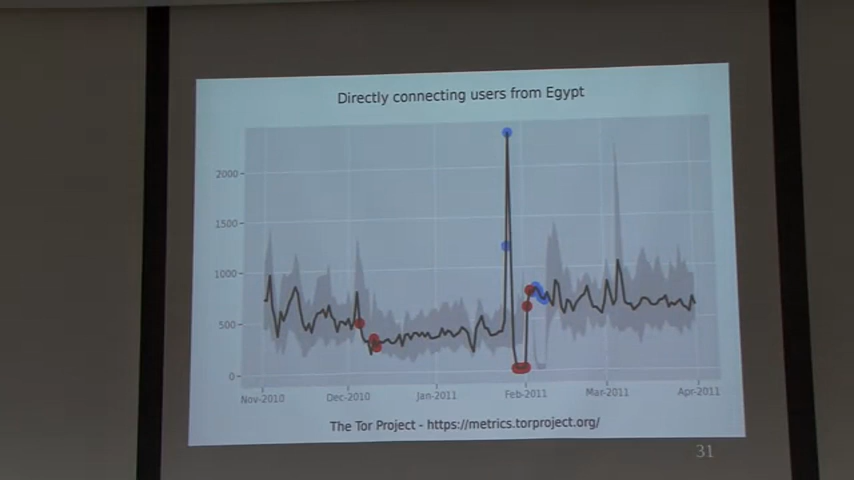 Directly connecting users from Egypt
2000
1500
1000
500
0
Nov-2010 Dec-2010 Jan-2011 Feb-2011 Mar-2011 Apr-2011
The Tor Project - https://metrics.torproject.org/
31